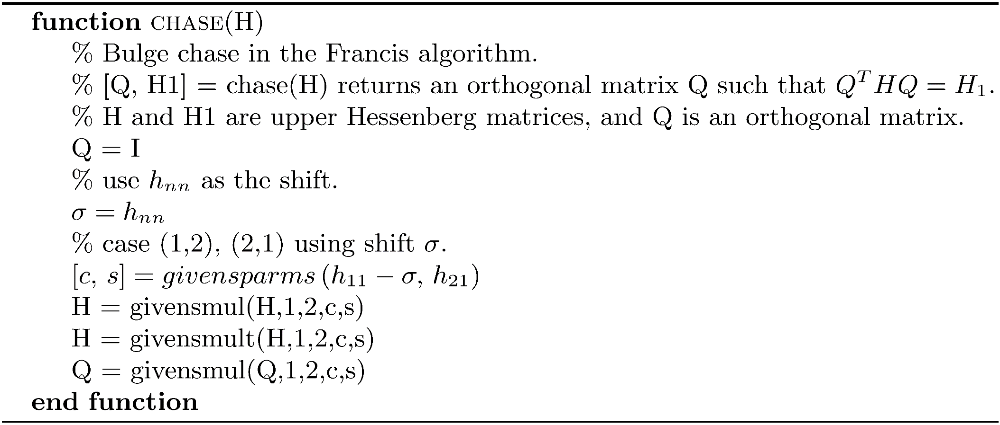 function CHASE(H)
% Bulge chase in the Francis algorithm.
% [Q, H1] = chase(H) returns an orthogonal matrix Q such that $Q^T HQ = H_1$.
% H and H1 are upper Hessenberg matrices, and Q is an orthogonal matrix.
Q = I
% use $h_{nn}$ as the shift.
$\sigma = h_{nn}$
% case (1,2), (2,1) using shift $\sigma$.
$[c, s] = givensparms(h_{11} - \sigma, h_{21})$
H = givensmul(H,1,2,c,s)
H = givensmult(H,1,2,c,s)
Q = givensmul(Q,1,2,c,s)
end function